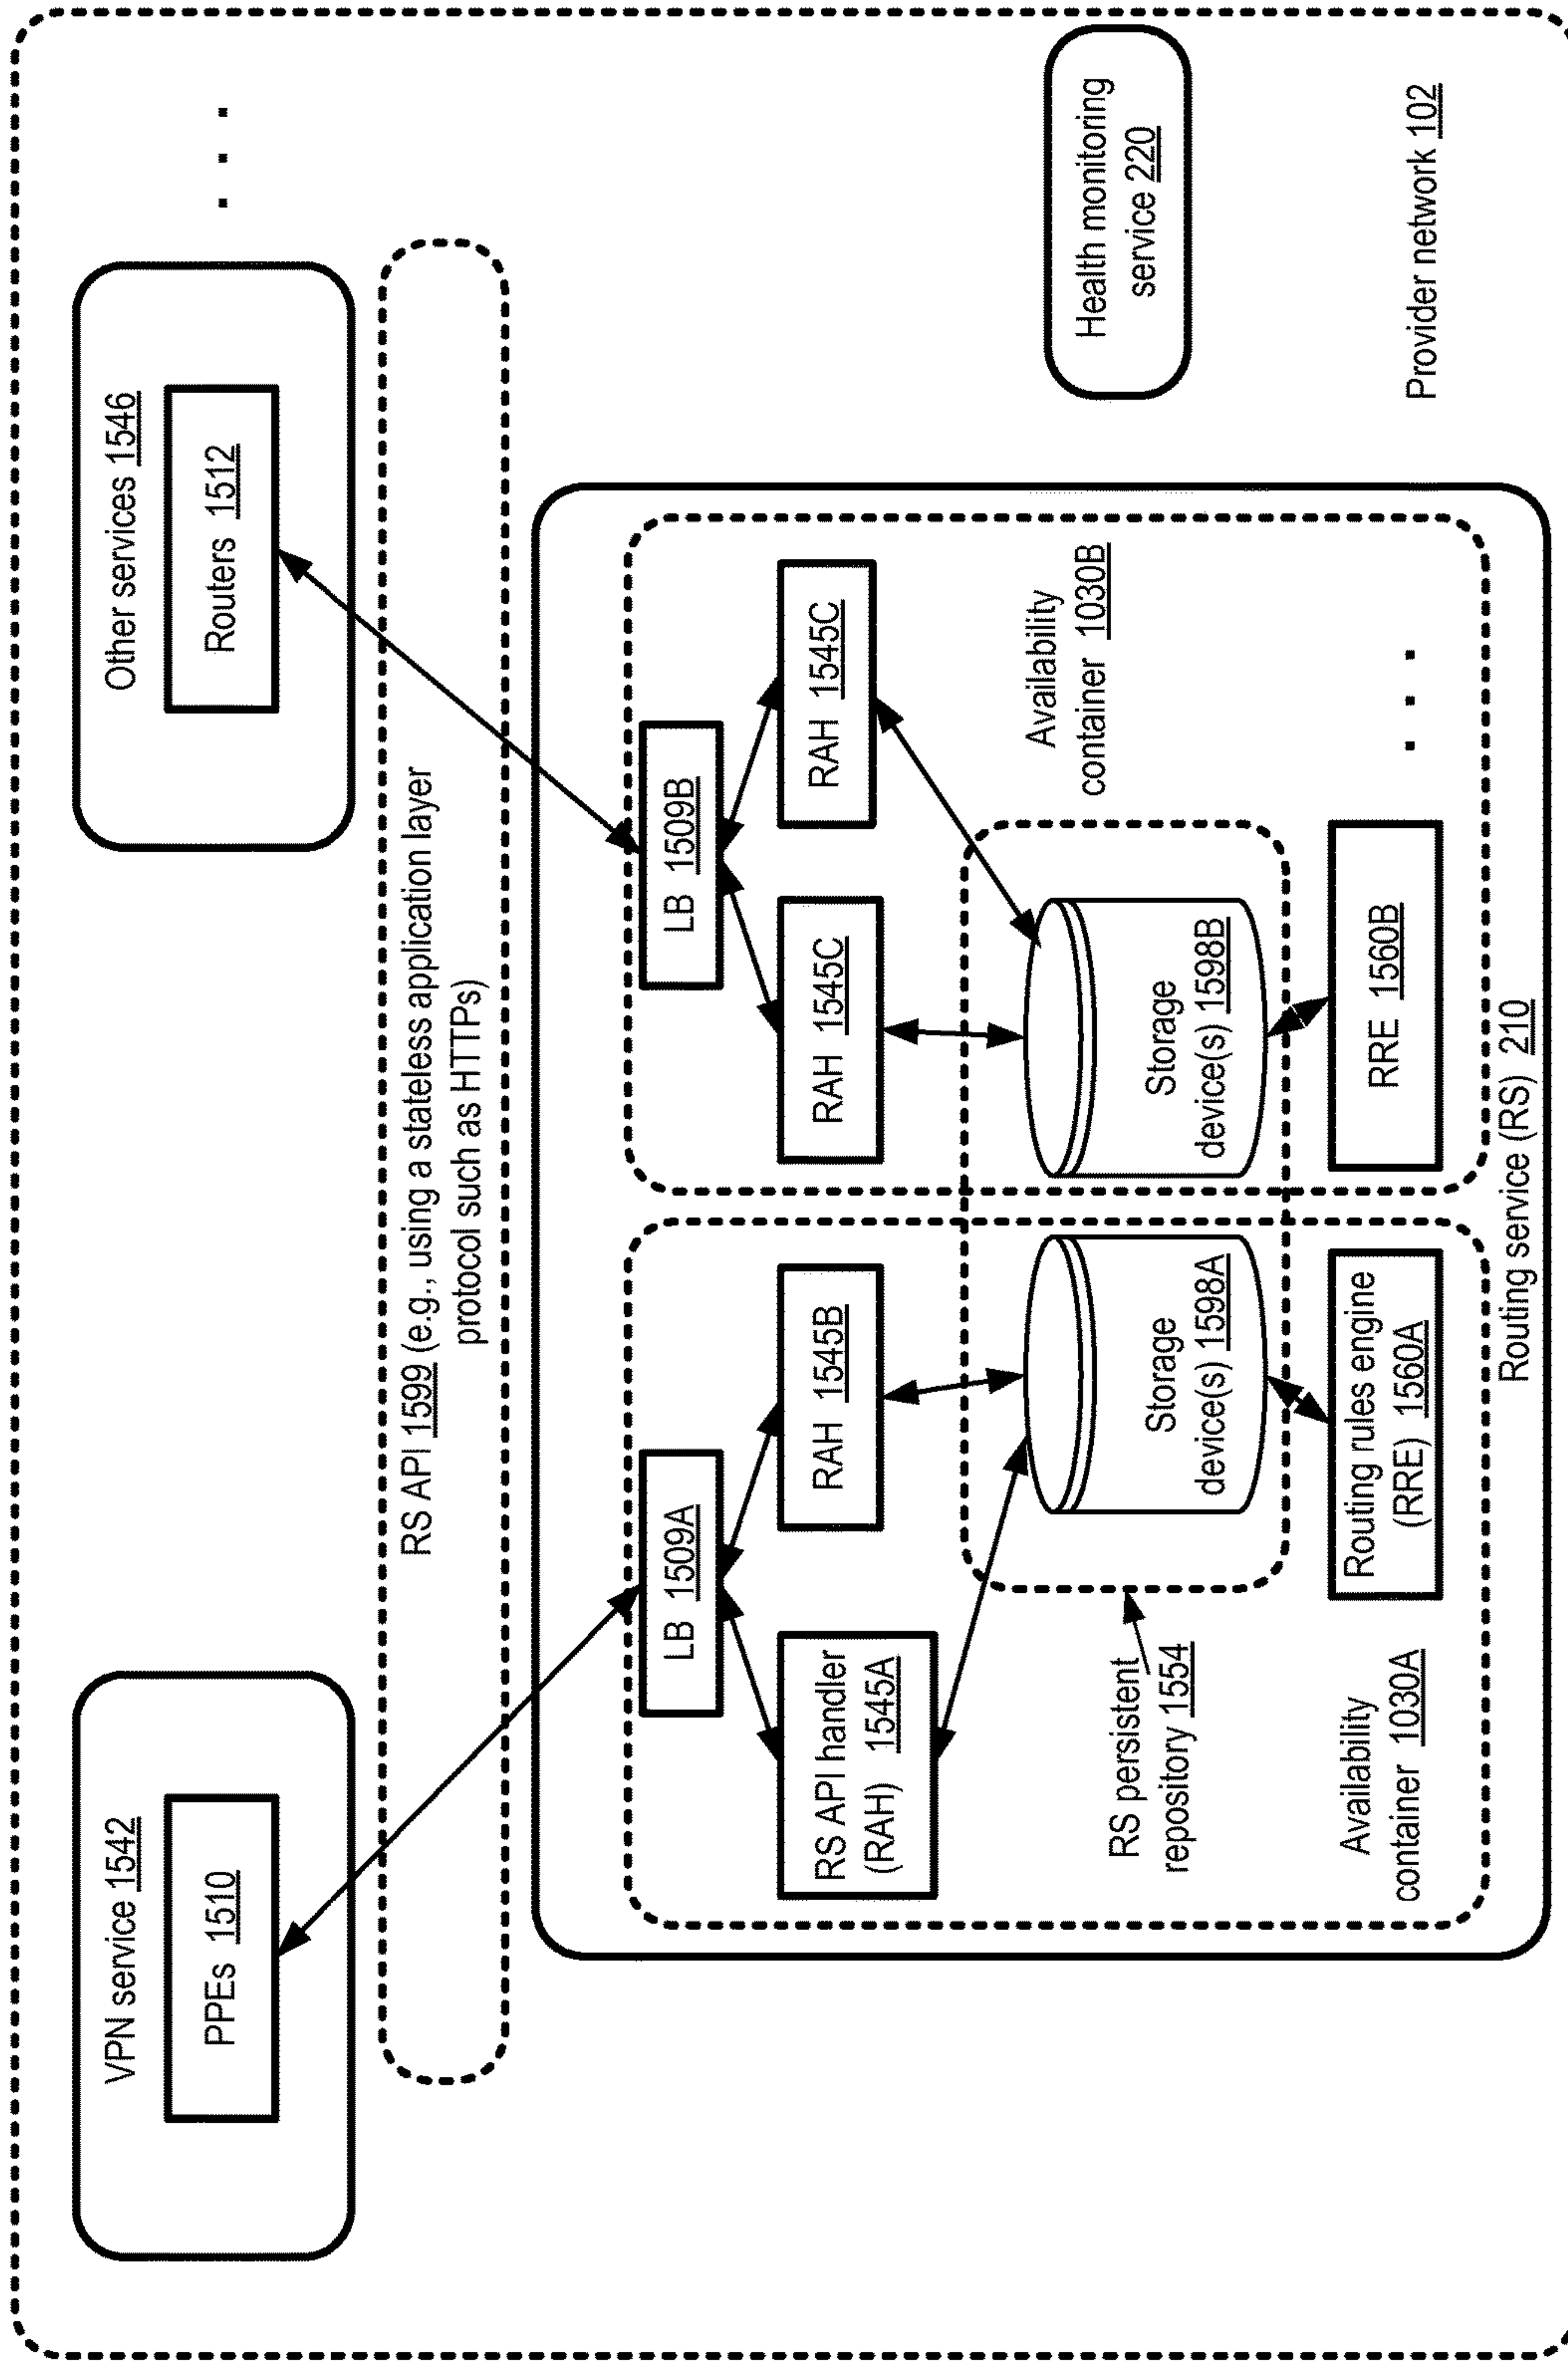 VPN service 1542
PPEs 1510
Other services 1546
Routers 1512
. . .
RS API 1599 (e.g., using a stateless application layer
protocol such as HTTPs)
LB 1509A
LB 1509B
RS API handler
(RAH) 1545A
RAH 1545B
RAH 1545C
RAH 1545C
RS persistent
repository 1554
Storage
device(s) 1598A
Storage
device(s) 1598B
Availability
container 1030B
Availability
container 1030A
Routing rules engine
(RRE) 1560A
RRE 1560B
. . .
Routing service (RS) 210
Health monitoring
service 220
Provider network 102